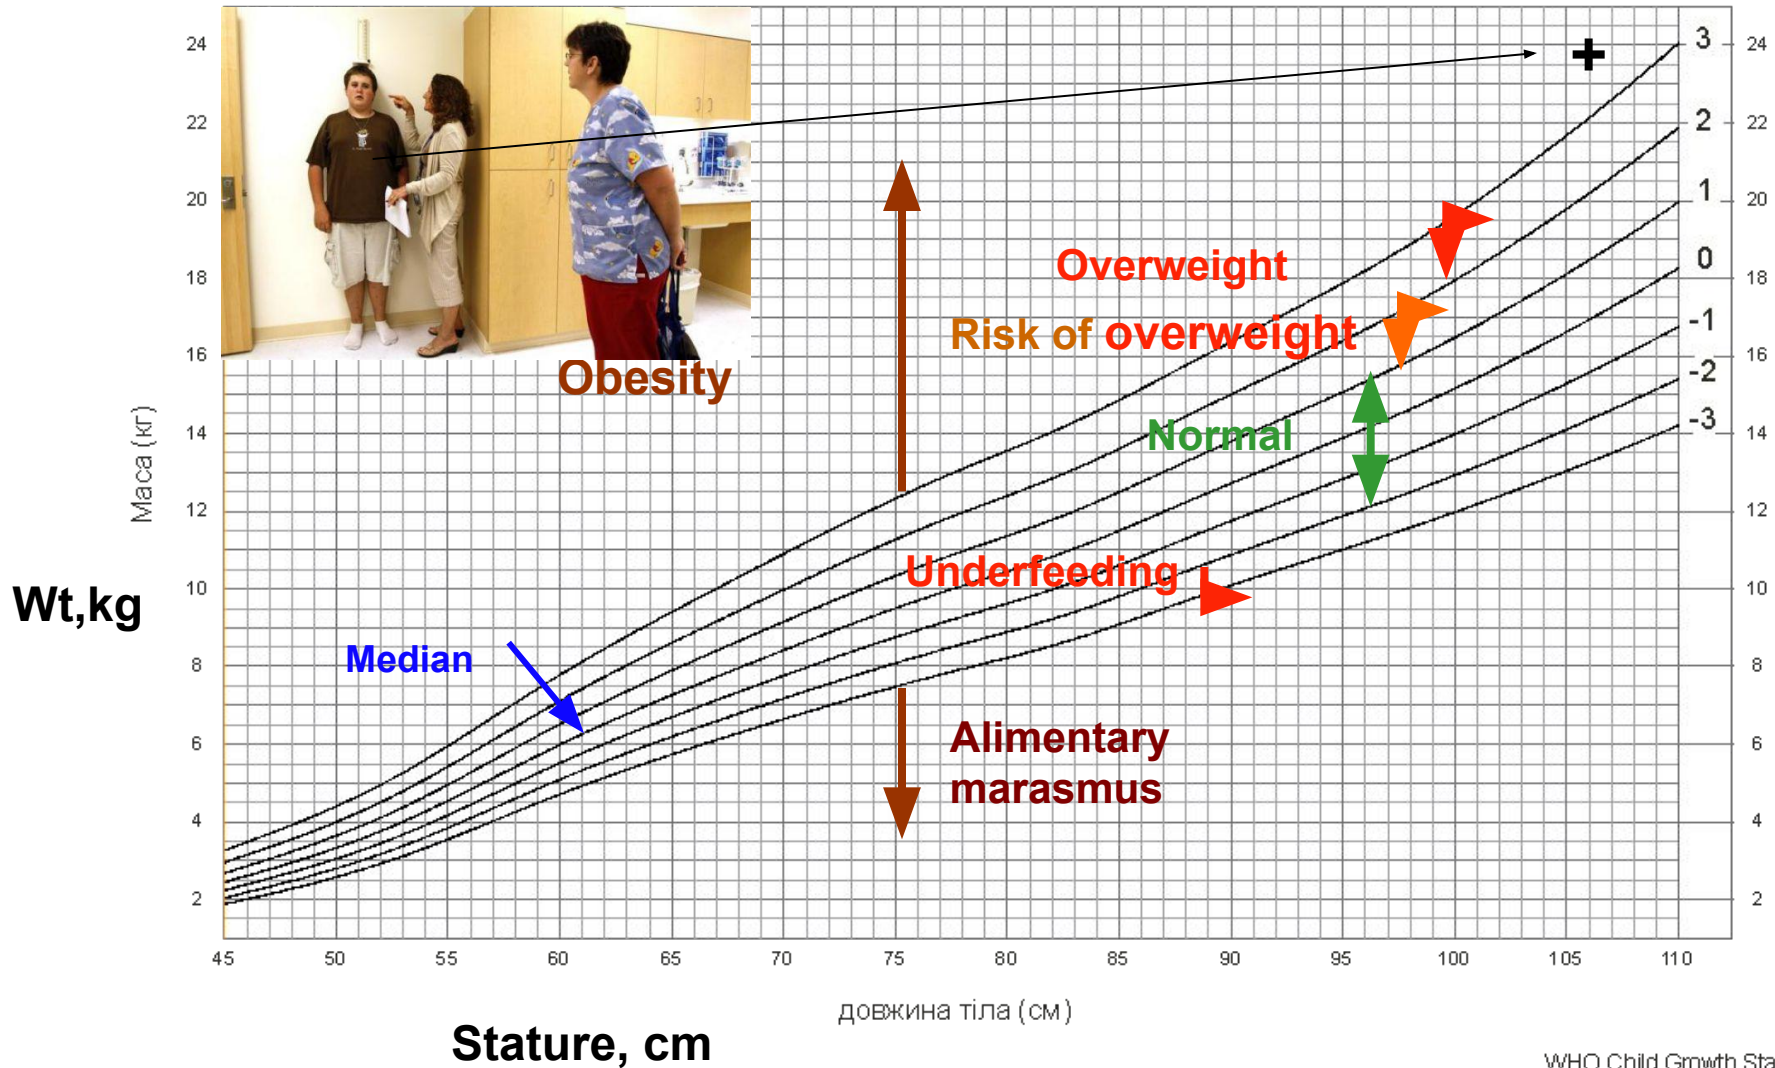 24
22
20
18
16
14
12
10
8
6
4
2
Маса (кг)
Wt,kg
Obesity
Overweight
Risk of overweight
Normal
Underfeeding
Median
Alimentary
marasmus
3
2
1
0
-1
-2
-3
24
22
20
18
16
14
12
10
8
6
4
2
45 50 55 60 65 70 75 80 85 90 95 100 105 110
довжина тіла (см)
Stature, cm
WHO Child Growth Sta